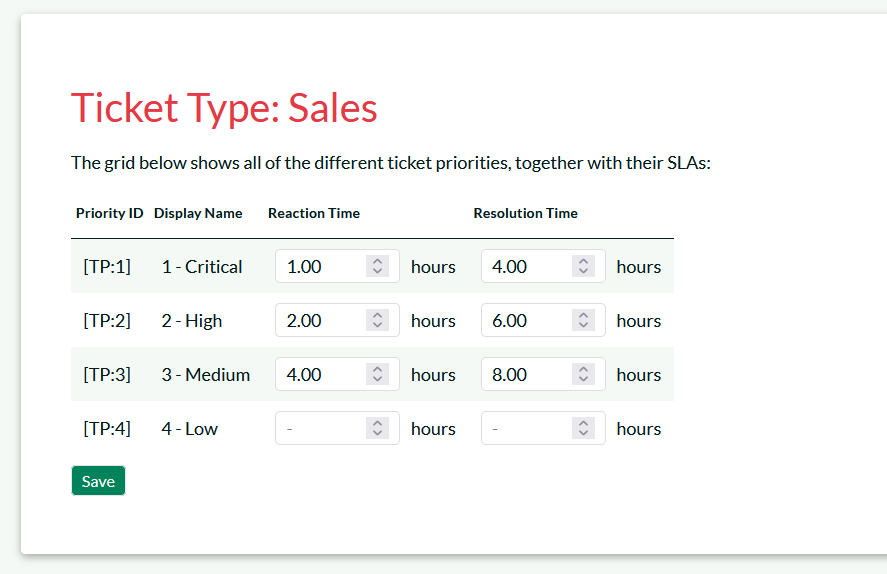 Ticket Type: Sales
The grid below shows all of the different ticket priorities, together with their SLAs:
Priority ID Display Name Reaction Time Resolution Time
[TP:1] 1 - Critical 1.00 hours 4.00 hours
[TP:2] 2 - High 2.00 hours 6.00 hours
[TP:3] 3 - Medium 4.00 hours 8.00 hours
[TP:4] 4 - Low - hours - hours
Save